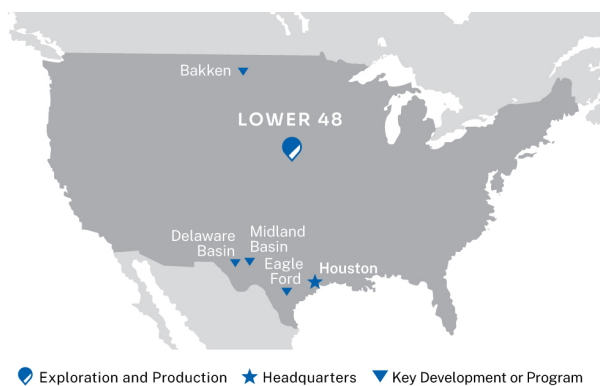 Bakken
LOWER 48
Delaware
Basin
Midland
Basin
Eagle
Ford
Houston
Exploration and Production
Headquarters
Key Development or Program